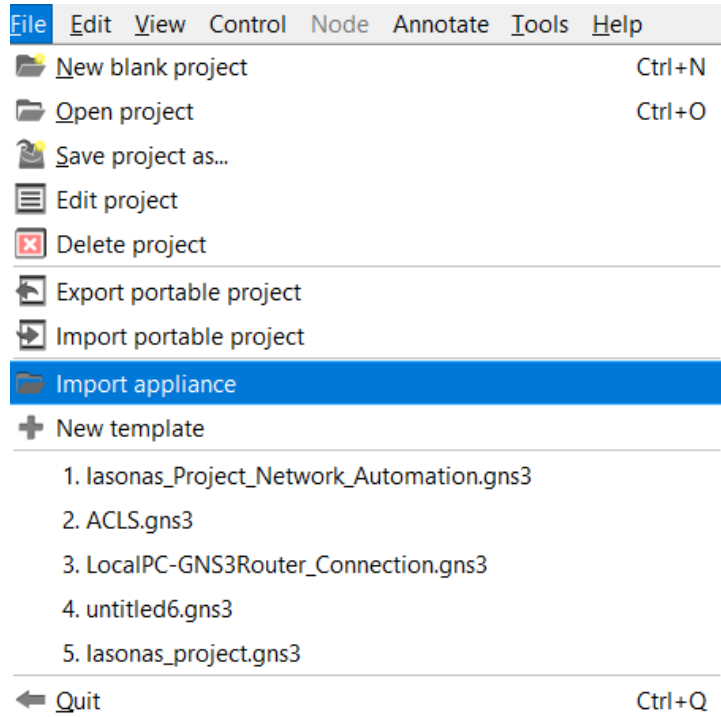 File Edit View Control Node Annotate Tools Help
New blank project Ctrl+N
Open project Ctrl+O
Save project as...
Edit project
Delete project
Export portable project
Import portable project
Import appliance
New template
1. Iasonas_Project_Network_Automation.gns3
2. ACLS.gns3
3. LocalPC-GNS3Router_Connection.gns3
4. untitled6.gns3
5. Iasonas_project.gns3
Quit Ctrl+Q